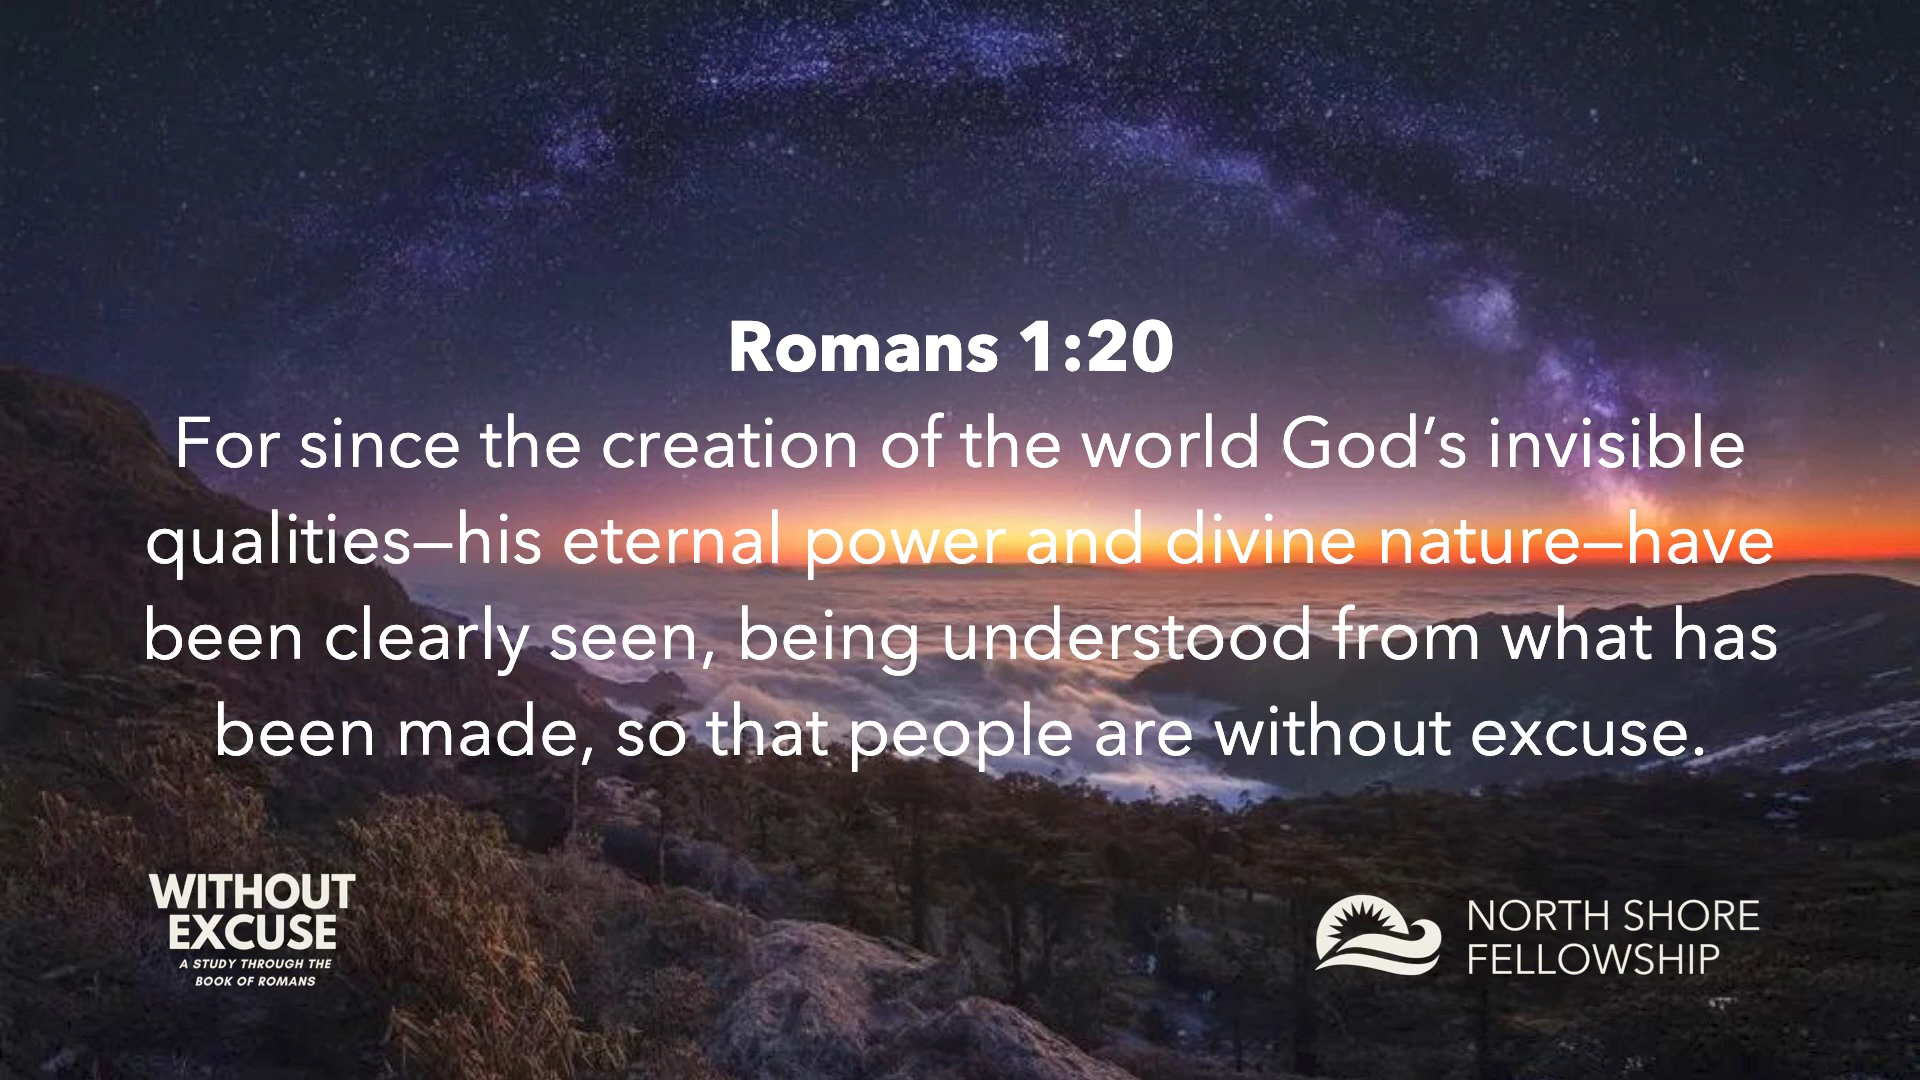 Romans 1:20
For since the creation of the world God’s invisible
qualities—his eternal power and divine nature—have
been clearly seen, being understood from what has
been made, so that people are without excuse.
WITHOUT
EXCUSE
A STUDY THROUGH THE
BOOK OF ROMANS
NORTH SHORE
FELLOWSHIP